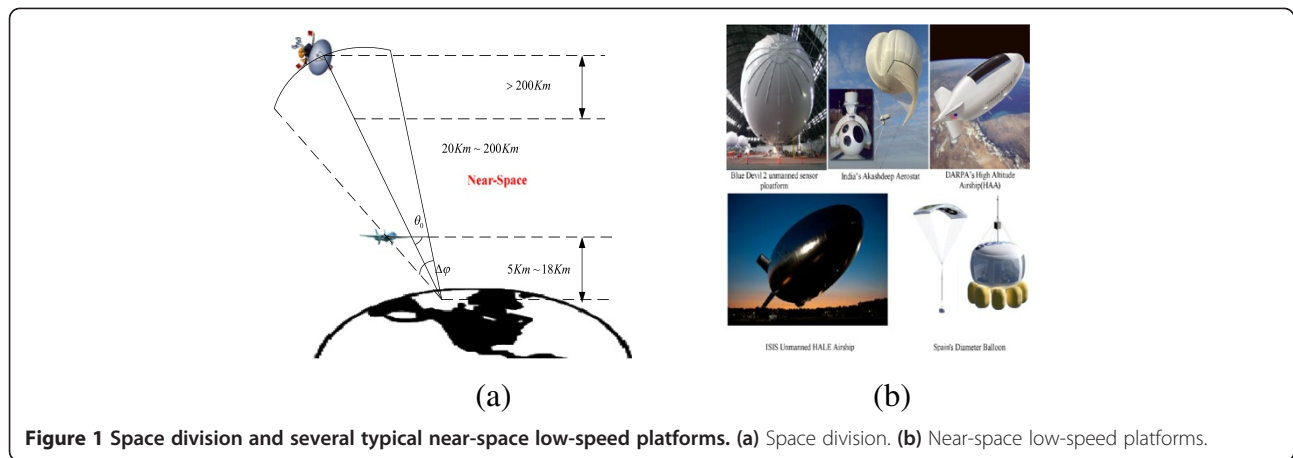 > 200Km
20Km ~ 200Km
Near-Space
θ₀
Δφ
5Km ~ 18Km
(a)
Blue Devil 2 unmanned sensor
ploatform
India's Akashdeep Aerostat
DARPA's High Altitude
Airship(HAA)
ISIS Unmanned HALE Airship
Spain's Diameter Balloon
(b)
Figure 1 Space division and several typical near-space low-speed platforms. (a) Space division. (b) Near-space low-speed platforms.